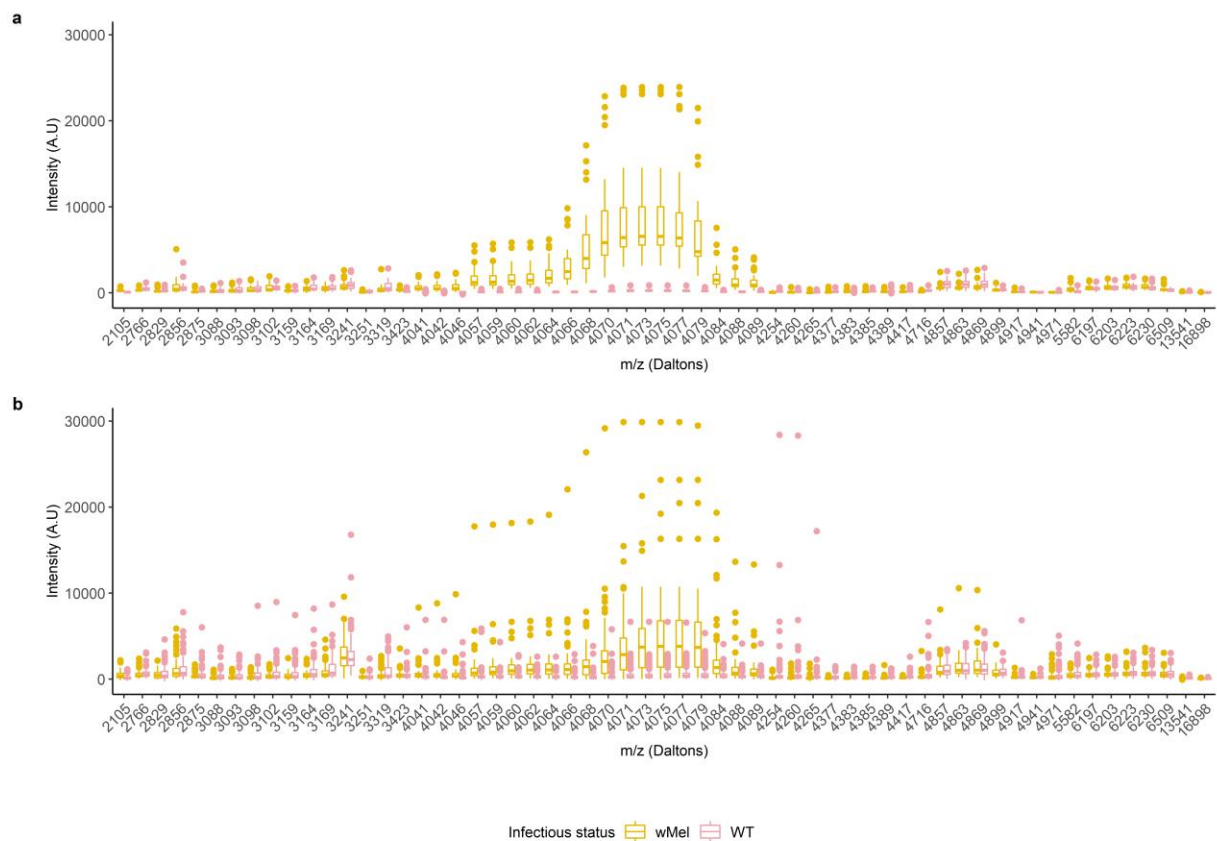 a
30000
20000
10000
0
Intensity (A.U)
2105 2766 2829 2856 2875 3088 3093 3098 3102 3159 3164 3169 3241 3251 3319 3423 4041 4042 4046 4057 4059 4060 4062 4064 4066 4068 4070 4071 4073 4075 4077 4079 4084 4088 4089 4254 4260 4265 4377 4383 4385 4389 4417 4716 4857 4863 4869 4899 4917 4941 4971 5582 6197 6203 6223 6230 6509 13541 16898
m/z (Daltons)
b
30000
20000
10000
0
Intensity (A.U)
2105 2766 2829 2856 2875 3088 3093 3098 3102 3159 3164 3169 3241 3251 3319 3423 4041 4042 4046 4057 4059 4060 4062 4064 4066 4068 4070 4071 4073 4075 4077 4079 4084 4088 4089 4254 4260 4265 4377 4383 4385 4389 4417 4716 4857 4863 4869 4899 4917 4941 4971 5582 6197 6203 6223 6230 6509 13541 16898
m/z (Daltons)
Infectious status wMel WT